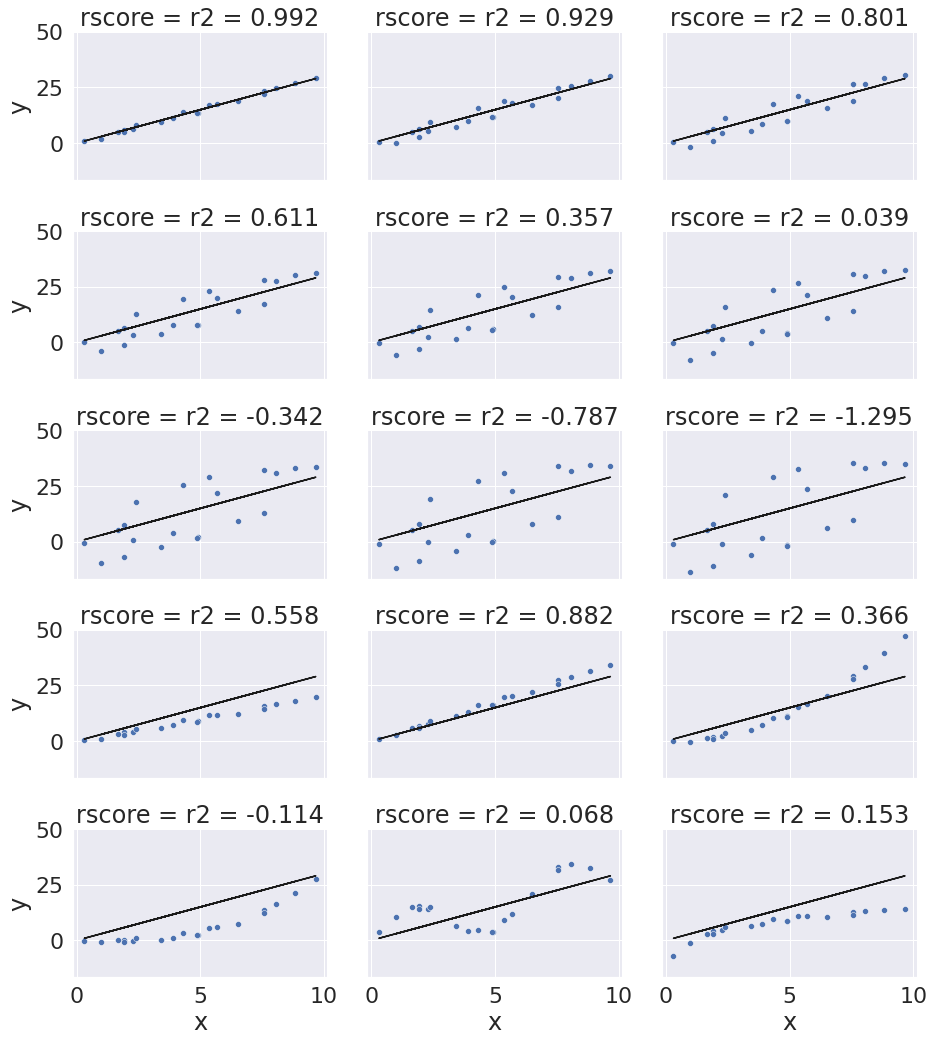 rscore = r2 = 0.992 rscore = r2 = 0.929 rscore = r2 = 0.801
50
25
0
y
rscore = r2 = 0.611 rscore = r2 = 0.357 rscore = r2 = 0.039
50
25
0
y
rscore = r2 = -0.342 rscore = r2 = -0.787 rscore = r2 = -1.295
50
25
0
y
rscore = r2 = 0.558 rscore = r2 = 0.882 rscore = r2 = 0.366
50
25
0
y
rscore = r2 = -0.114 rscore = r2 = 0.068 rscore = r2 = 0.153
50
25
0
y
0 5 10 0 5 10 0 5 10
x x x